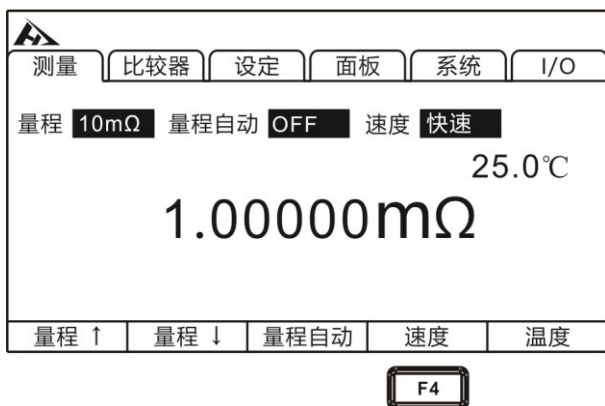 测量 比较器 设定 面板 系统 I/O
量程 10mΩ 量程自动 OFF 速度 快速
25.0℃
1.00000mΩ
量程 ↑ 量程 ↓ 量程自动 速度 温度
F4